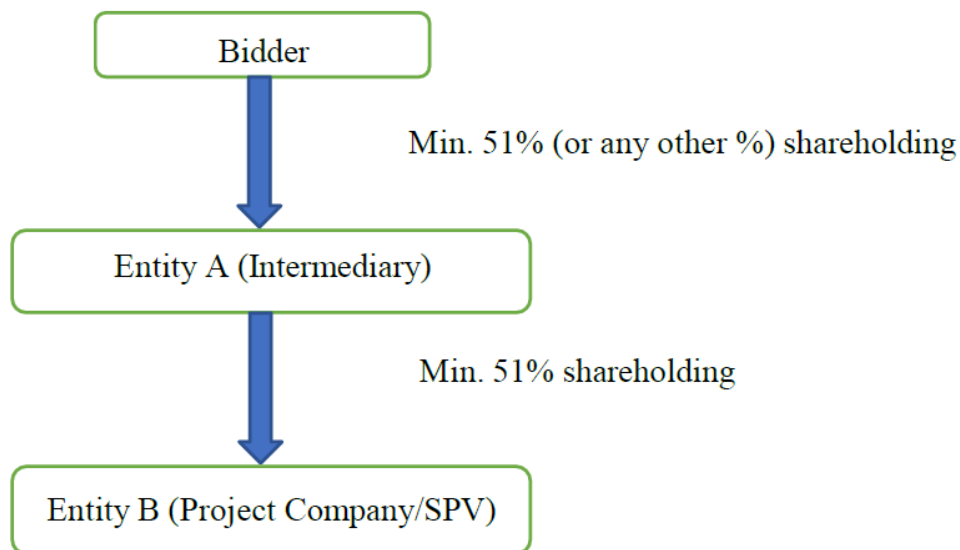 Bidder
Min. 51% (or any other %) shareholding
Entity A (Intermediary)
Min. 51% shareholding
Entity B (Project Company/SPV)